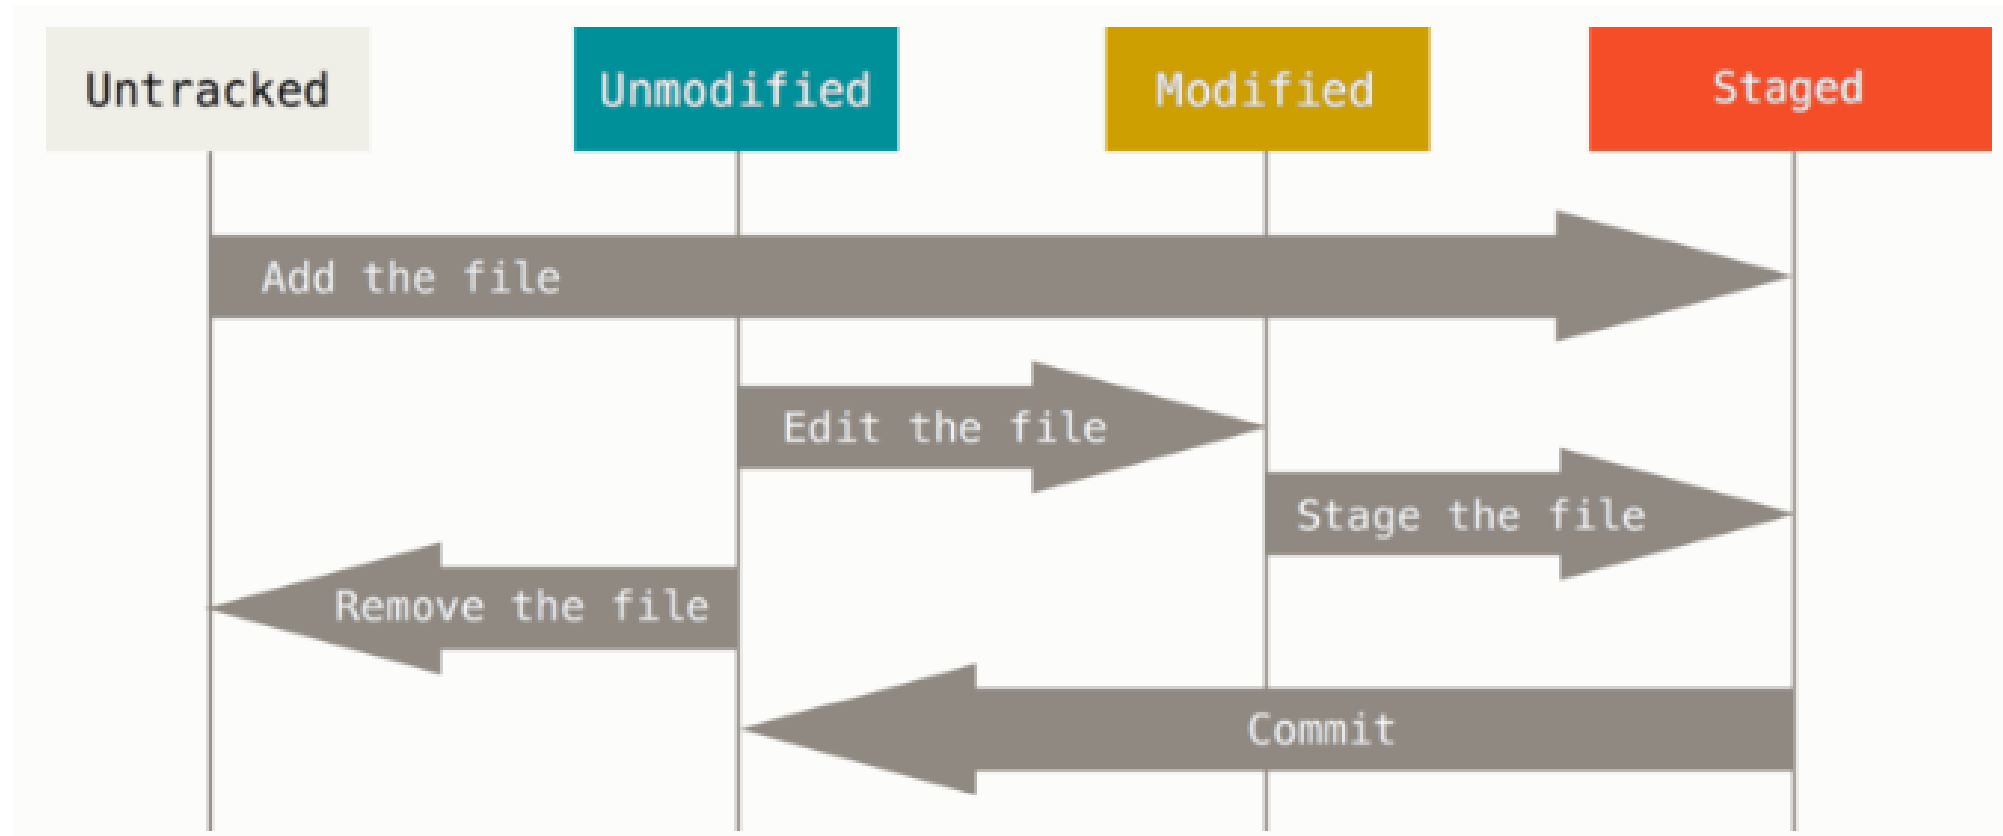 Untracked
Unmodified
Modified
Staged
Add the file
Edit the file
Stage the file
Remove the file
Commit